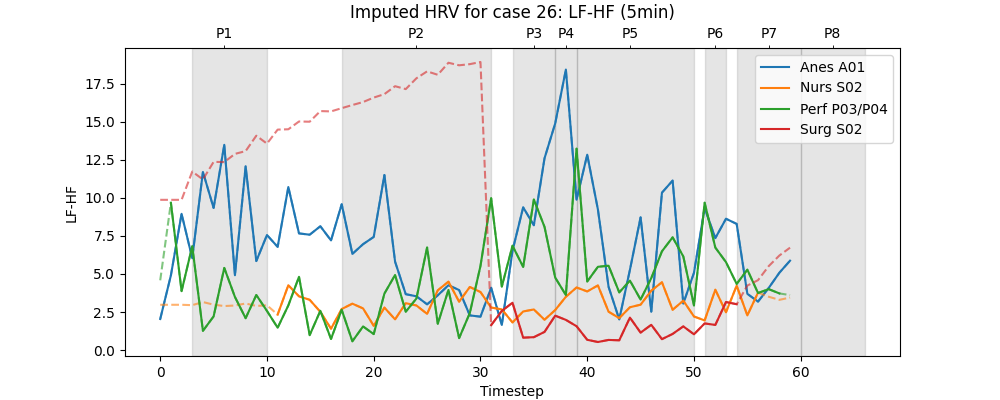 Imputed HRV for case 26: LF-HF (5min)
P1 P2 P3 P4 P5 P6 P7 P8
17.5
15.0
12.5
10.0
7.5
5.0
2.5
0.0
LF-HF
Anes A01
Nurs S02
Perf P03/P04
Surg S02
0 10 20 30 40 50 60
Timestep